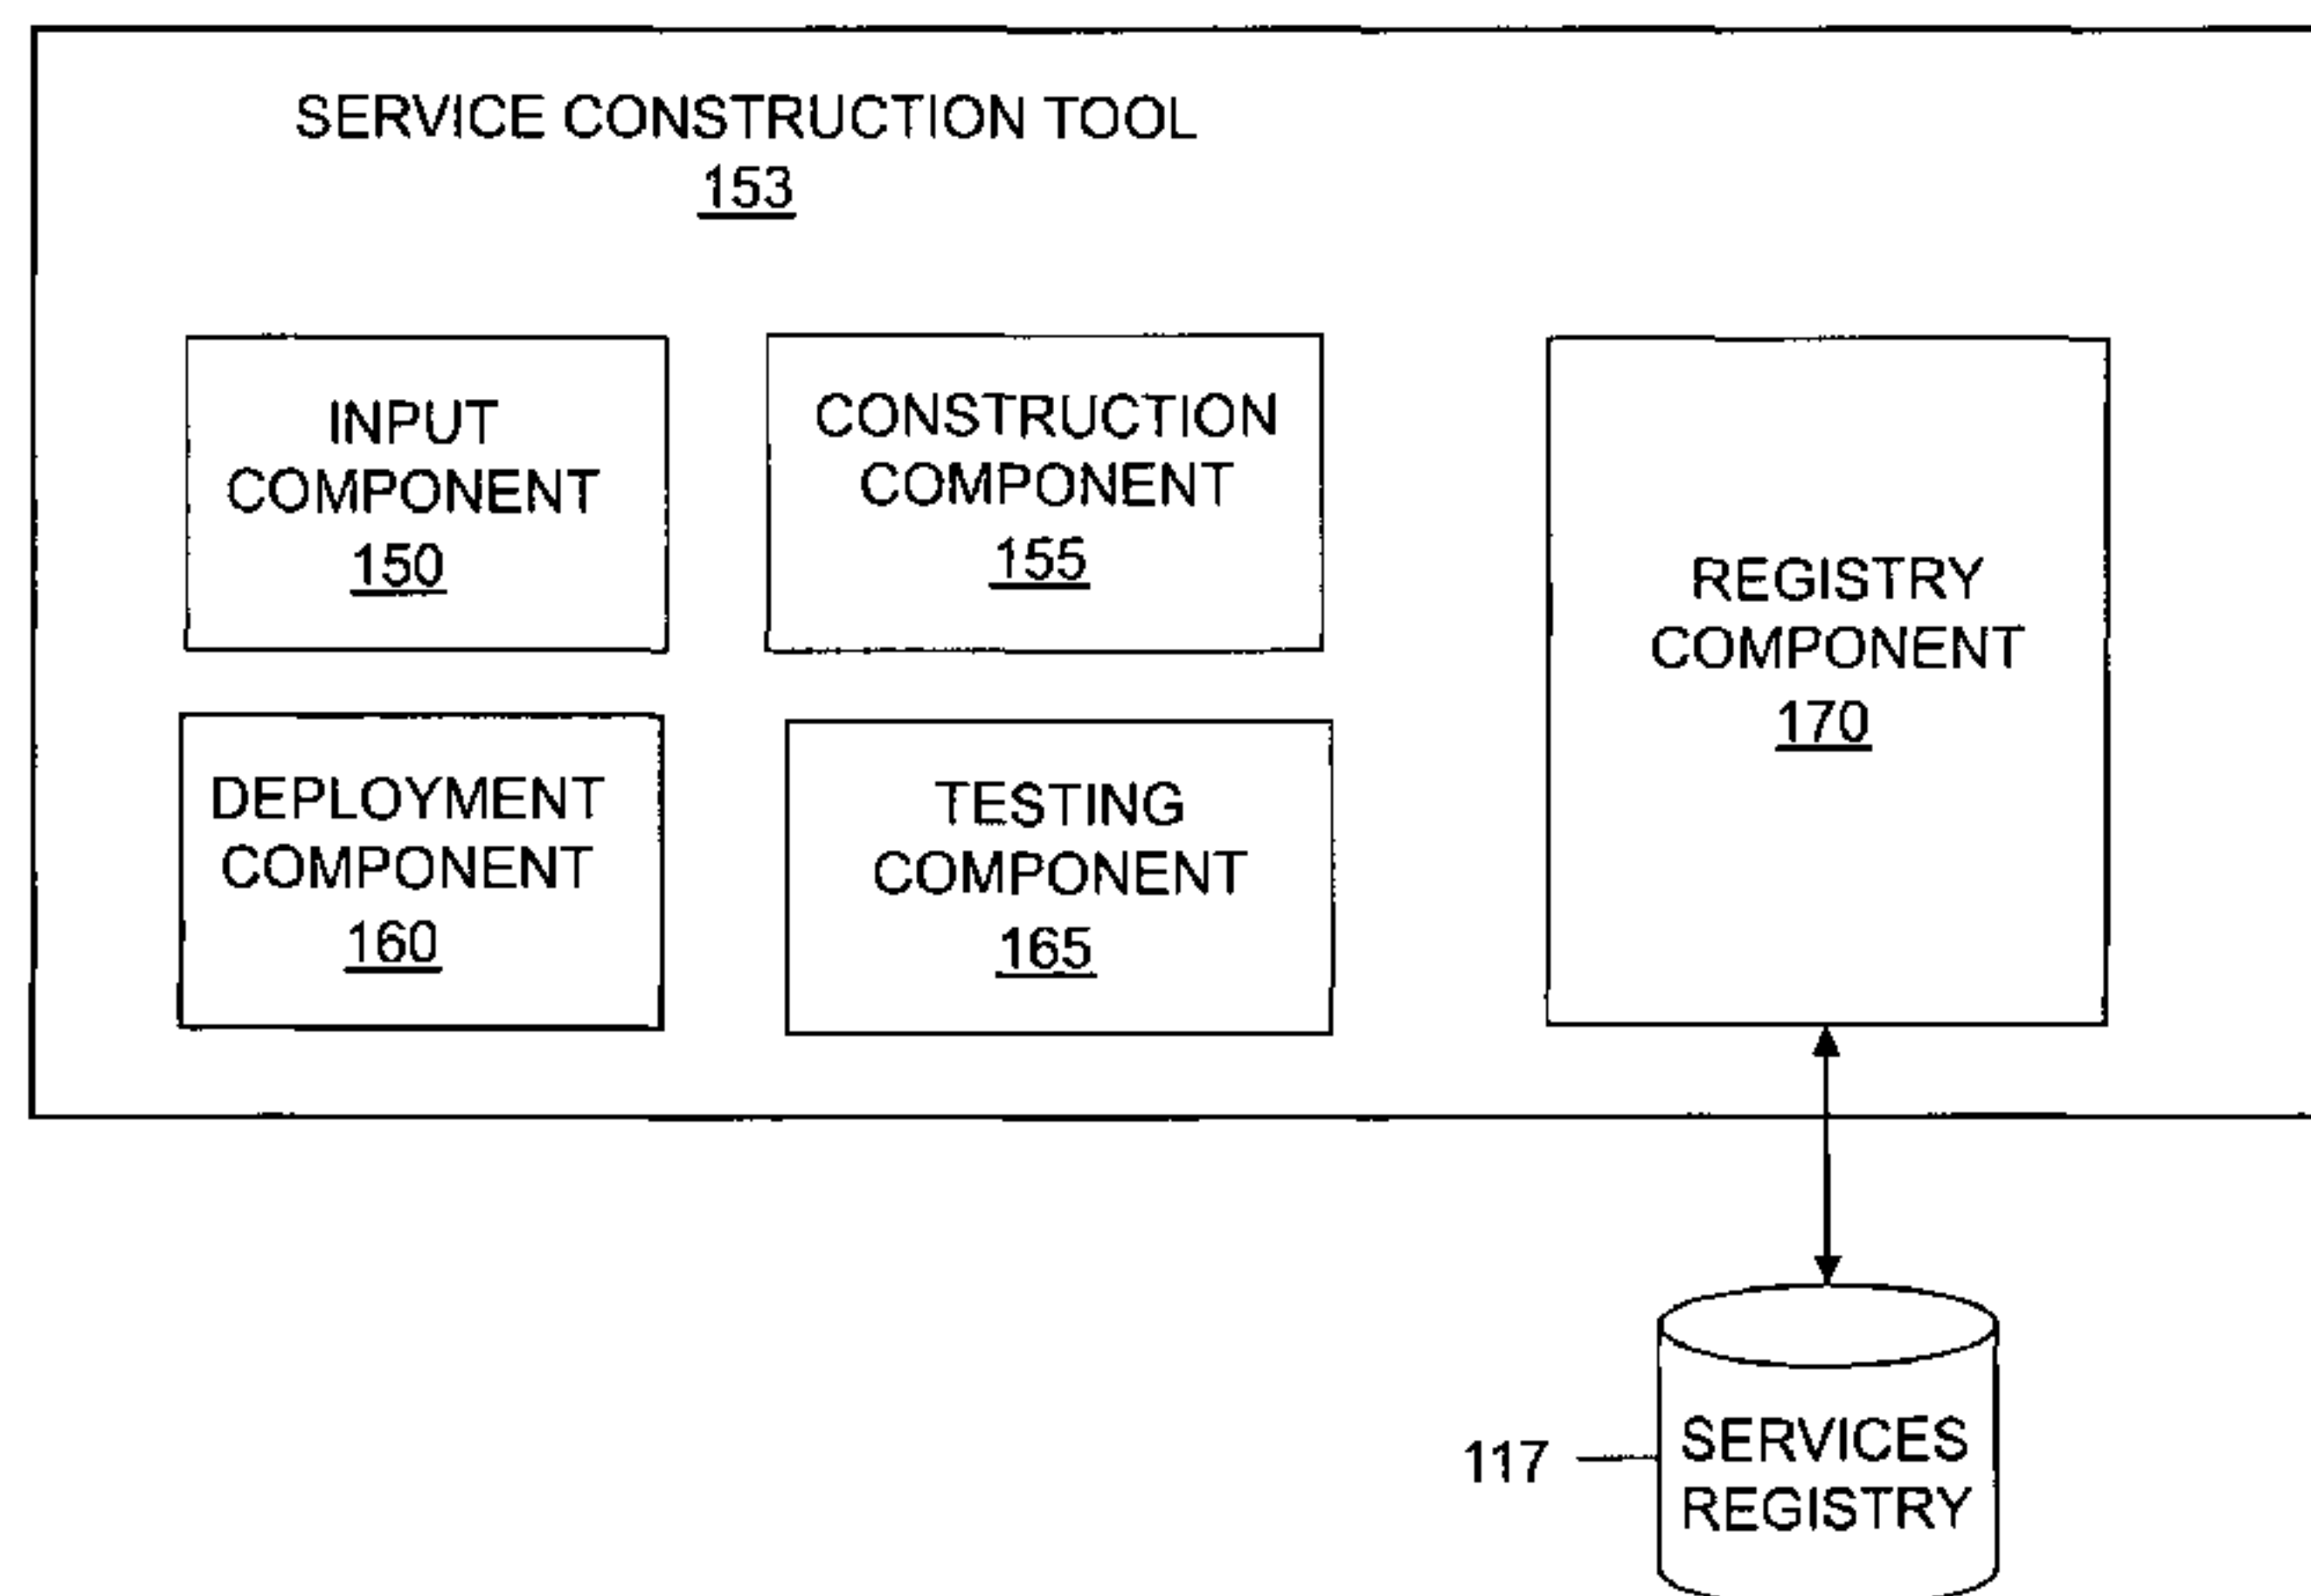 SERVICE CONSTRUCTION TOOL
153
INPUT
COMPONENT
150
CONSTRUCTION
COMPONENT
155
REGISTRY
COMPONENT
170
DEPLOYMENT
COMPONENT
160
TESTING
COMPONENT
165
117
SERVICES
REGISTRY